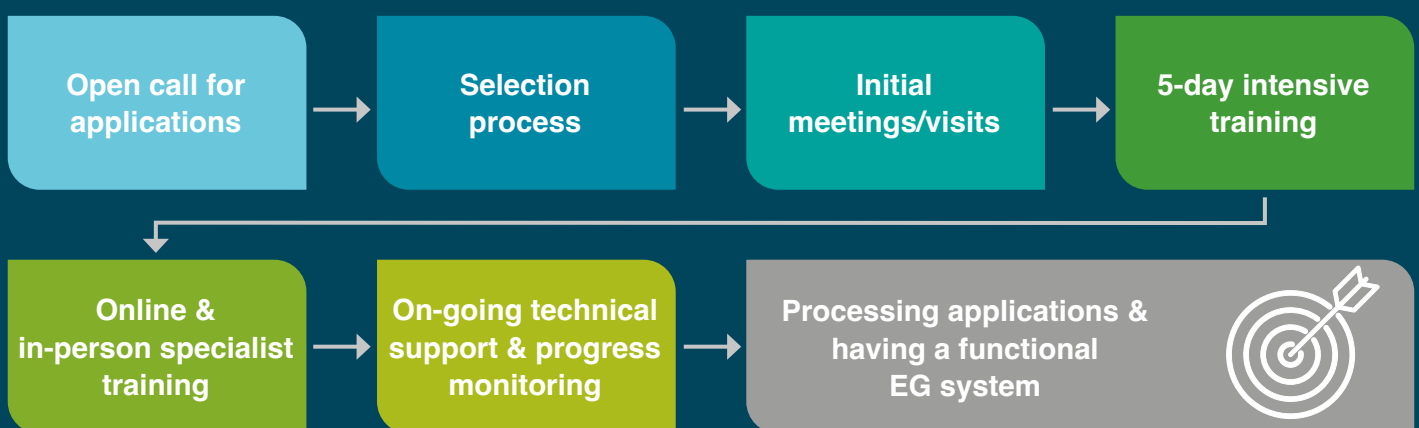 Open call for
applications
Selection
process
Initial
meetings/visits
5-day intensive
training
Online &
in-person specialist
training
On-going technical
support & progress
monitoring
Processing applications &
having a functional
EG system